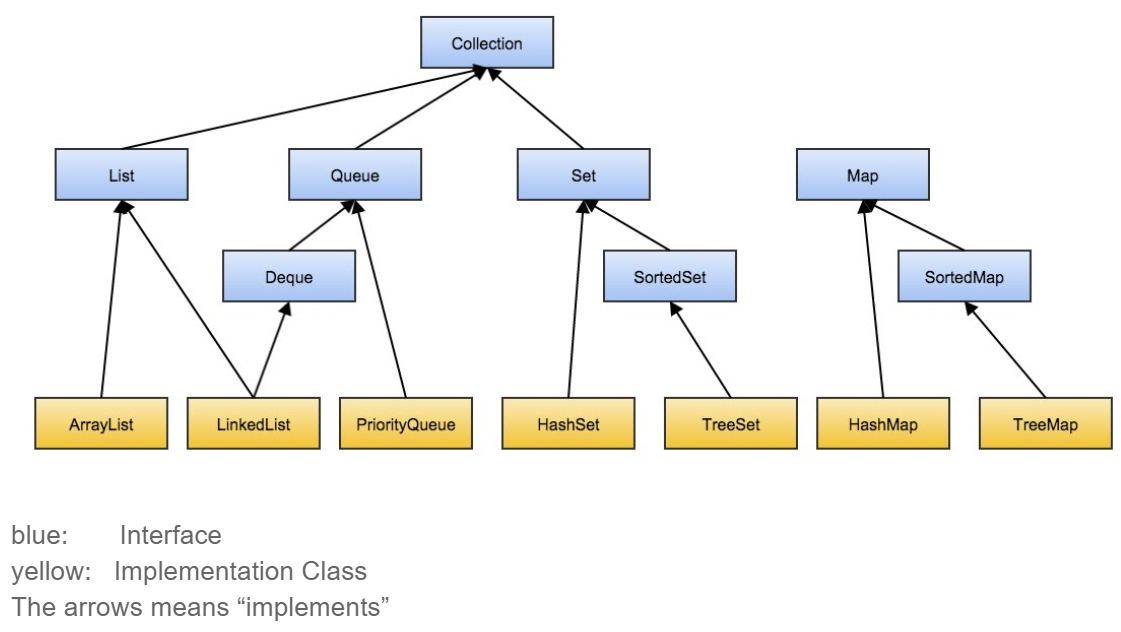 Collection
List
Queue
Set
Map
Deque
SortedSet
SortedMap
ArrayList
LinkedList
PriorityQueue
HashSet
TreeSet
HashMap
TreeMap
blue: Interface
yellow: Implementation Class
The arrows means “implements”